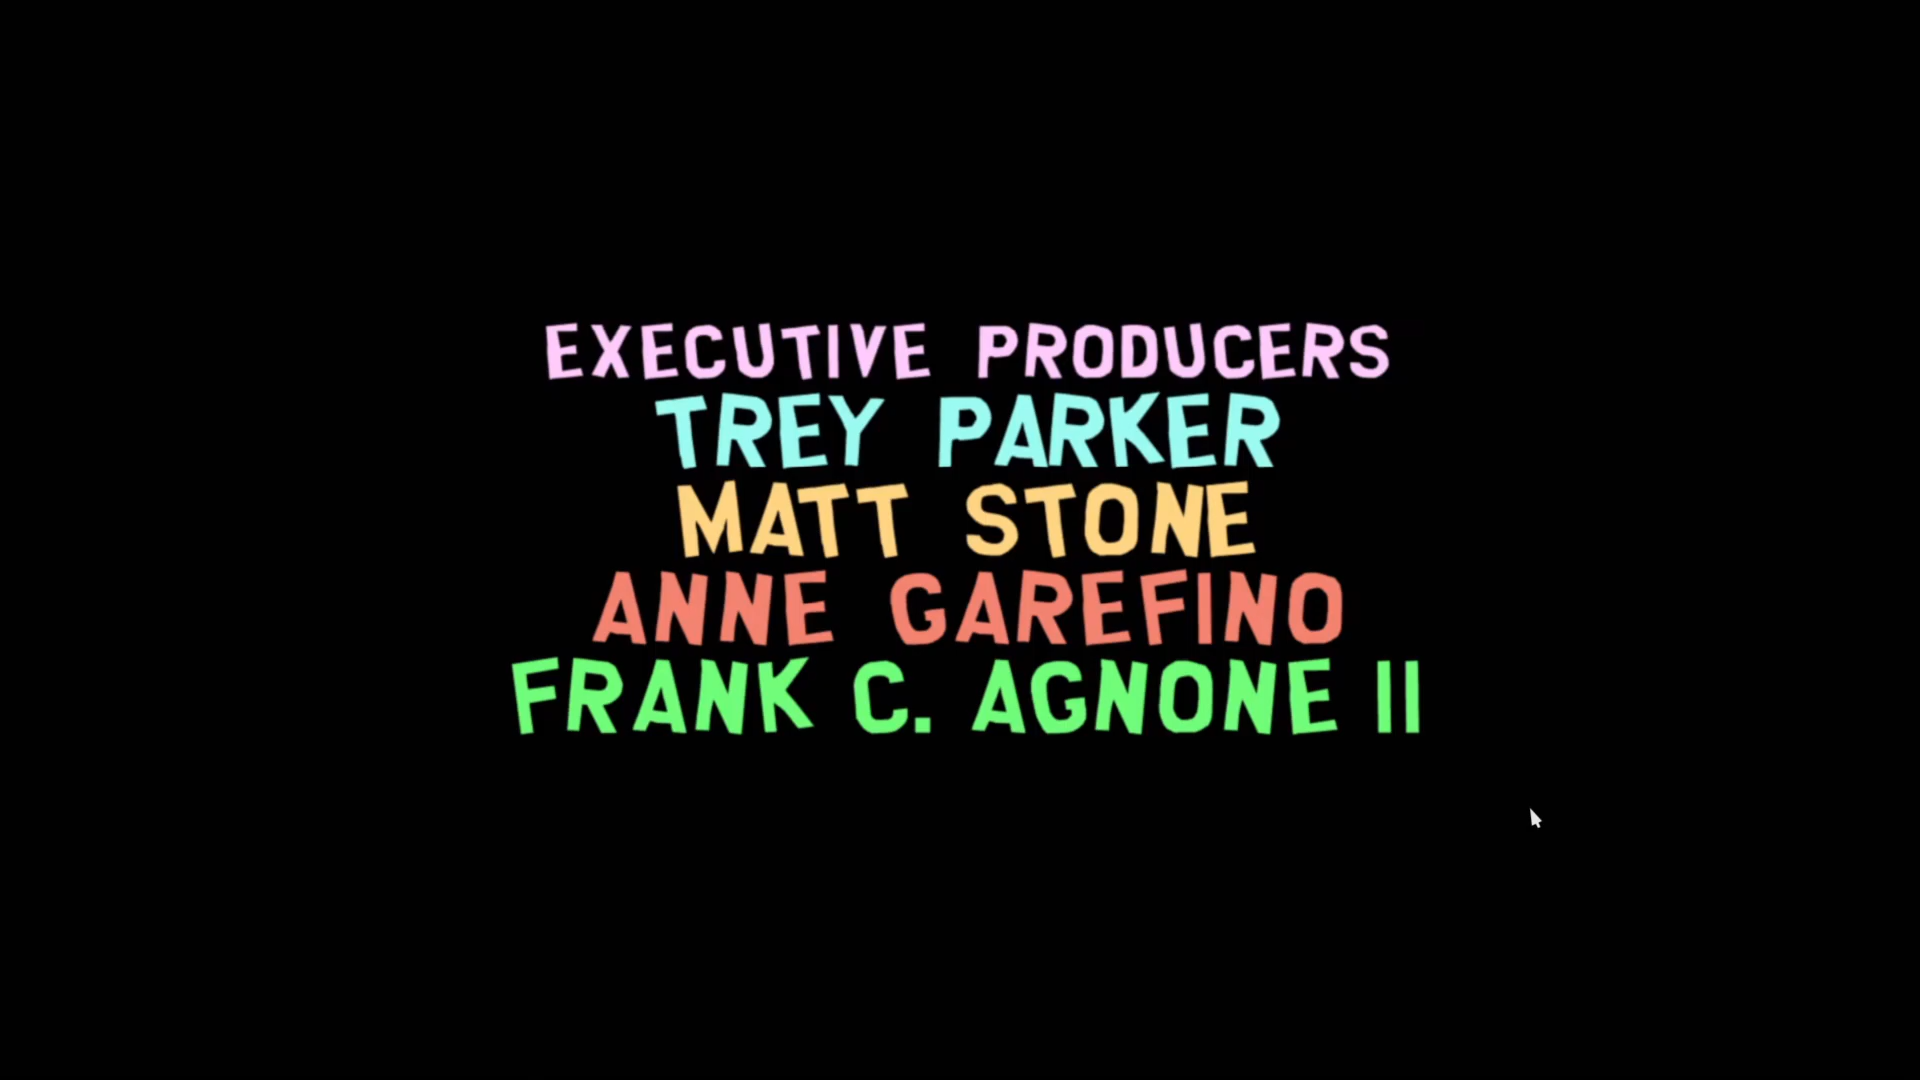 EXECUTIVE PRODUCERS
TREY PARKER
MATT STONE
ANNE GAREFINO
FRANK C. AGNONE II